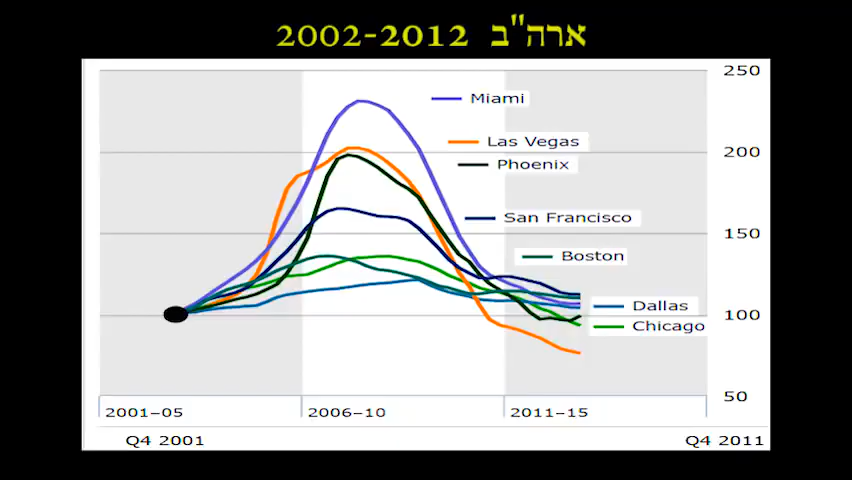 ארה"ב 2002-2012
250
Miami
Las Vegas
200
Phoenix
San Francisco
150
Boston
Dallas
100
Chicago
50
2001-05 2006-10 2011-15
Q4 2001 Q4 2011